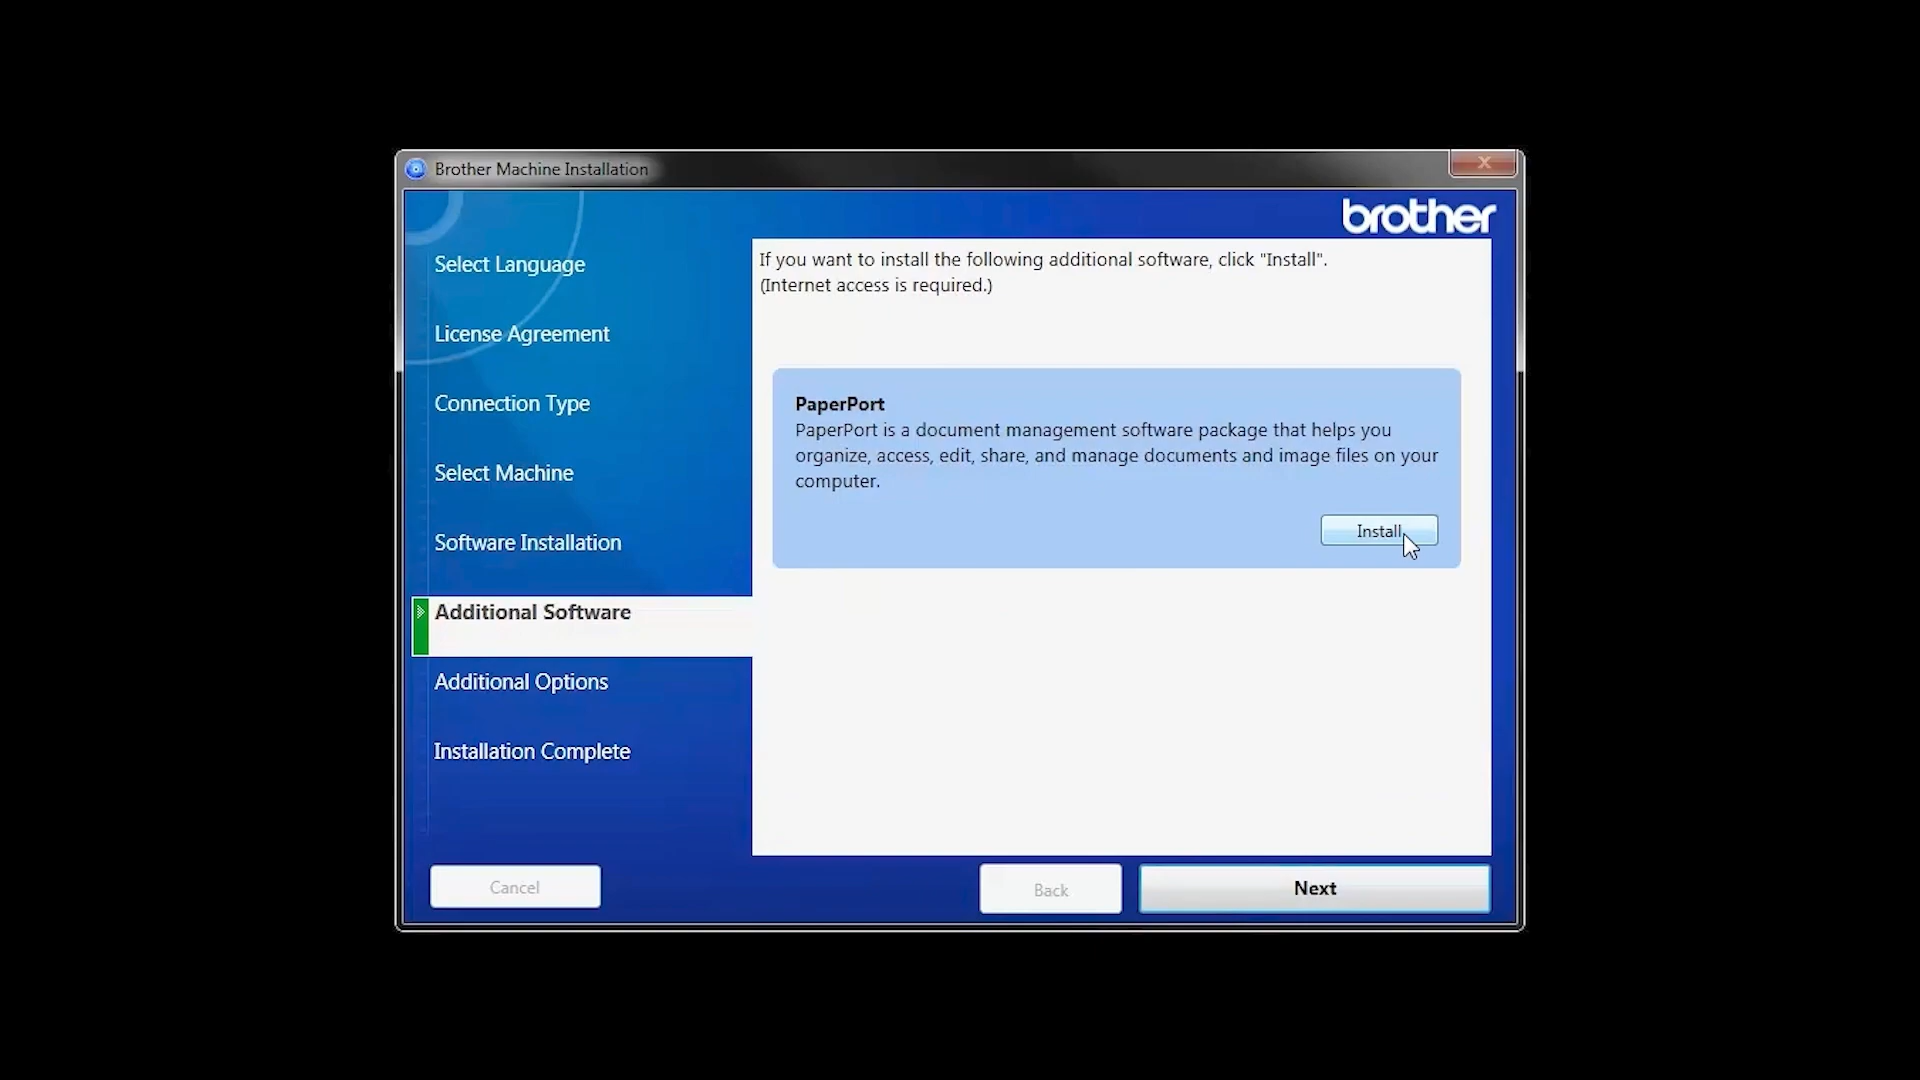 Brother Machine Installation
brother
Select Language
License Agreement
Connection Type
Select Machine
Software Installation
Additional Software
Additional Options
Installation Complete
If you want to install the following additional software, click "Install".
(Internet access is required.)
PaperPort
PaperPort is a document management software package that helps you
organize, access, edit, share, and manage documents and image files on your
computer.
Install
Cancel
Back
Next